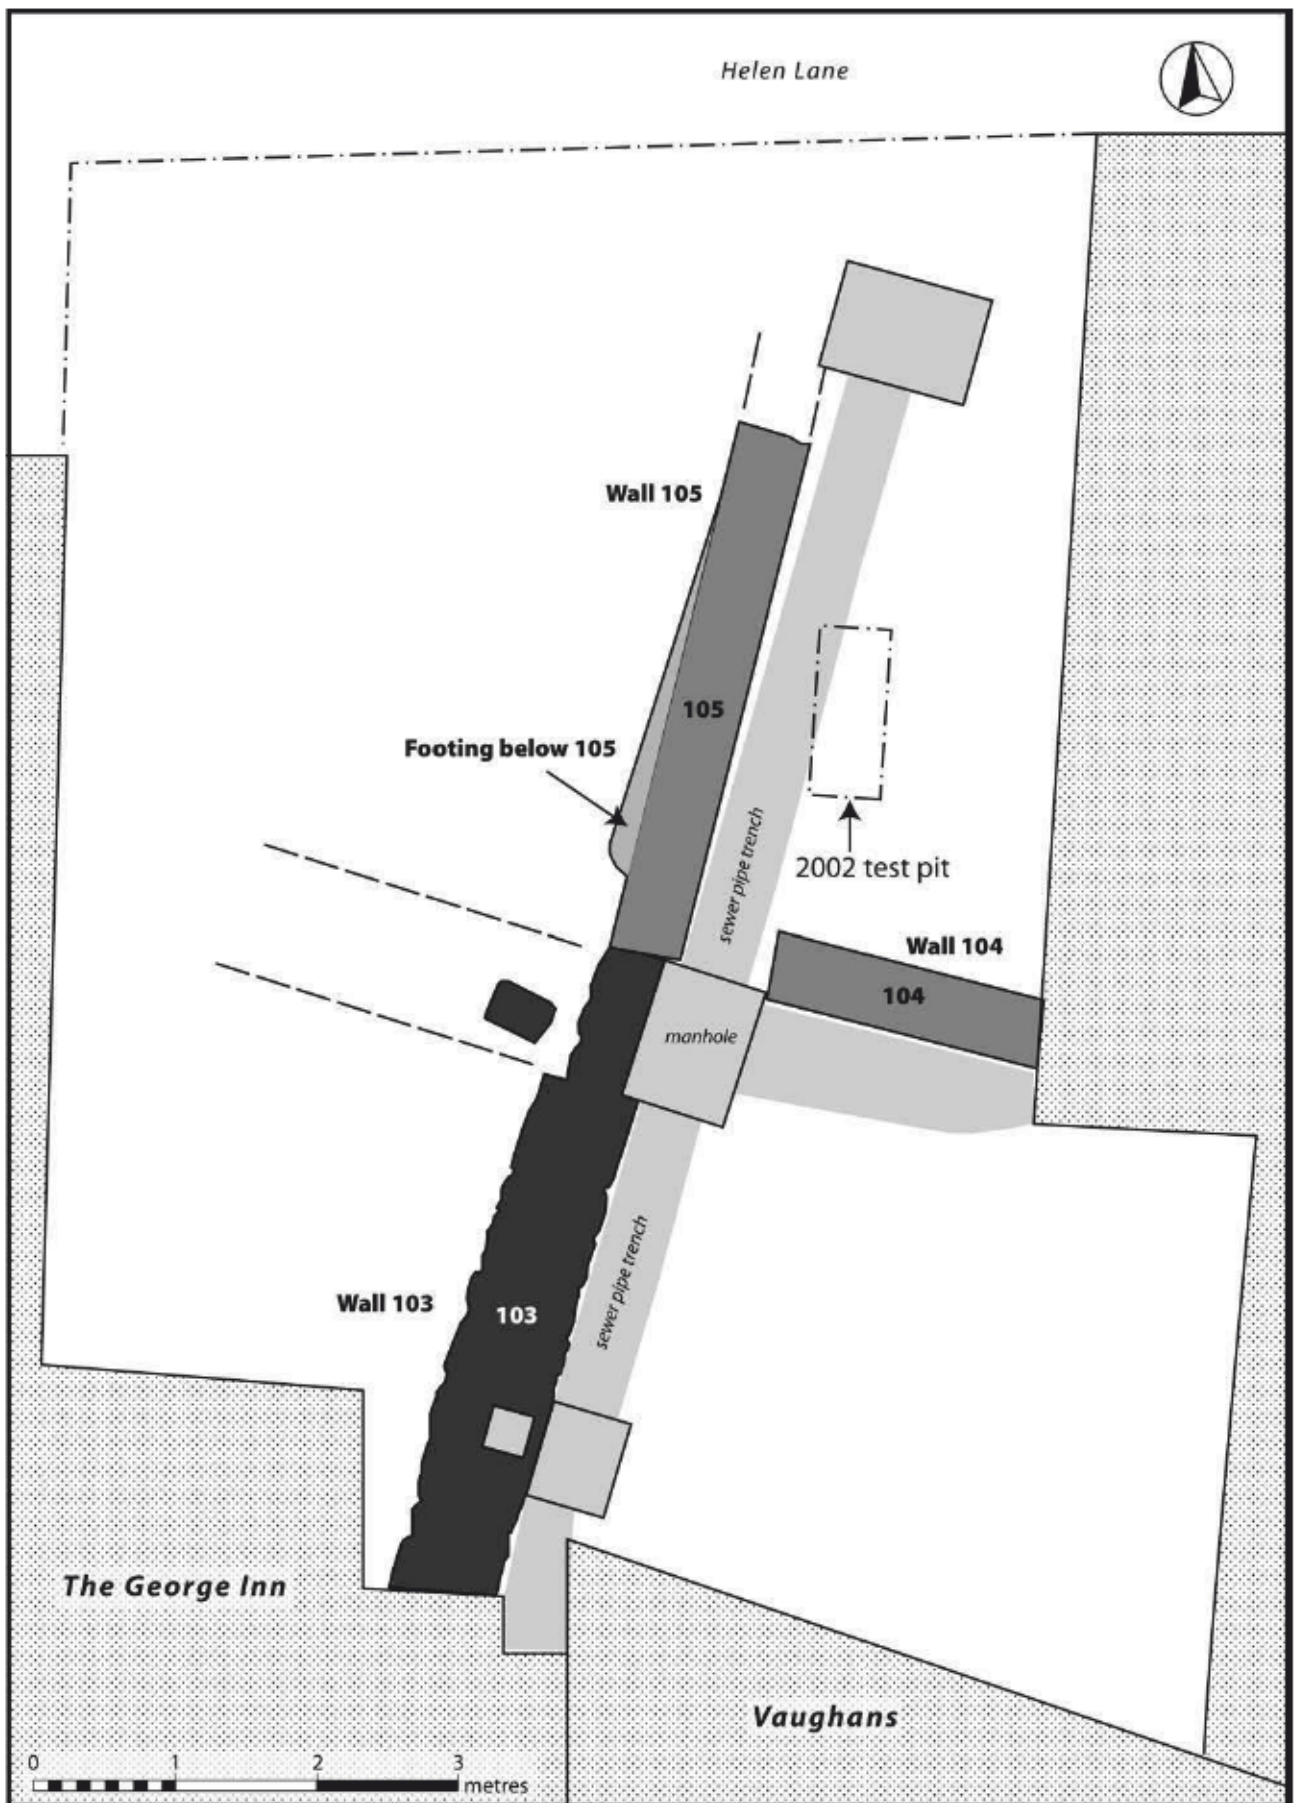 Helen Lane
Wall 105
105
Footing below 105
sewer pipe trench
2002 test pit
Wall 104
104
manhole
sewer pipe trench
Wall 103
103
The George Inn
Vaughans
0 1 2 3
metres